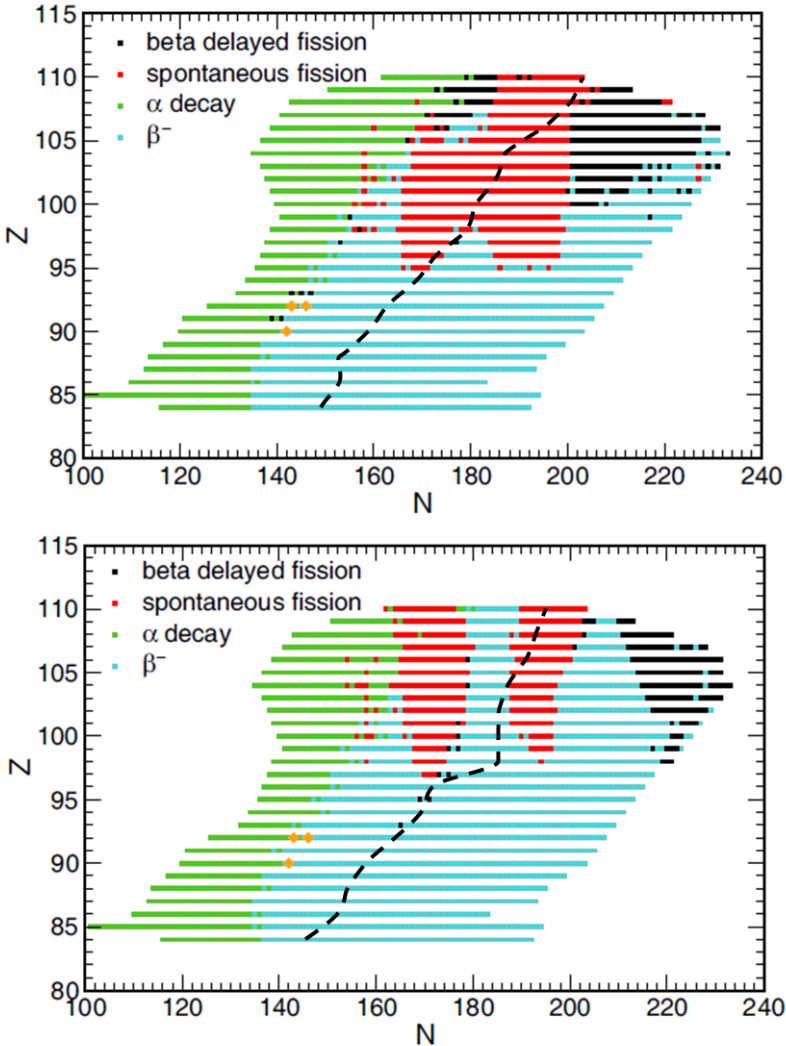 115
beta delayed fission
110
spontaneous fission
α decay
105
β⁻
100
Z
95
90
85
80
100 120 140 160 180 200 220 240
N
115
beta delayed fission
110
spontaneous fission
α decay
105
β⁻
100
Z
95
90
85
80
100 120 140 160 180 200 220 240
N